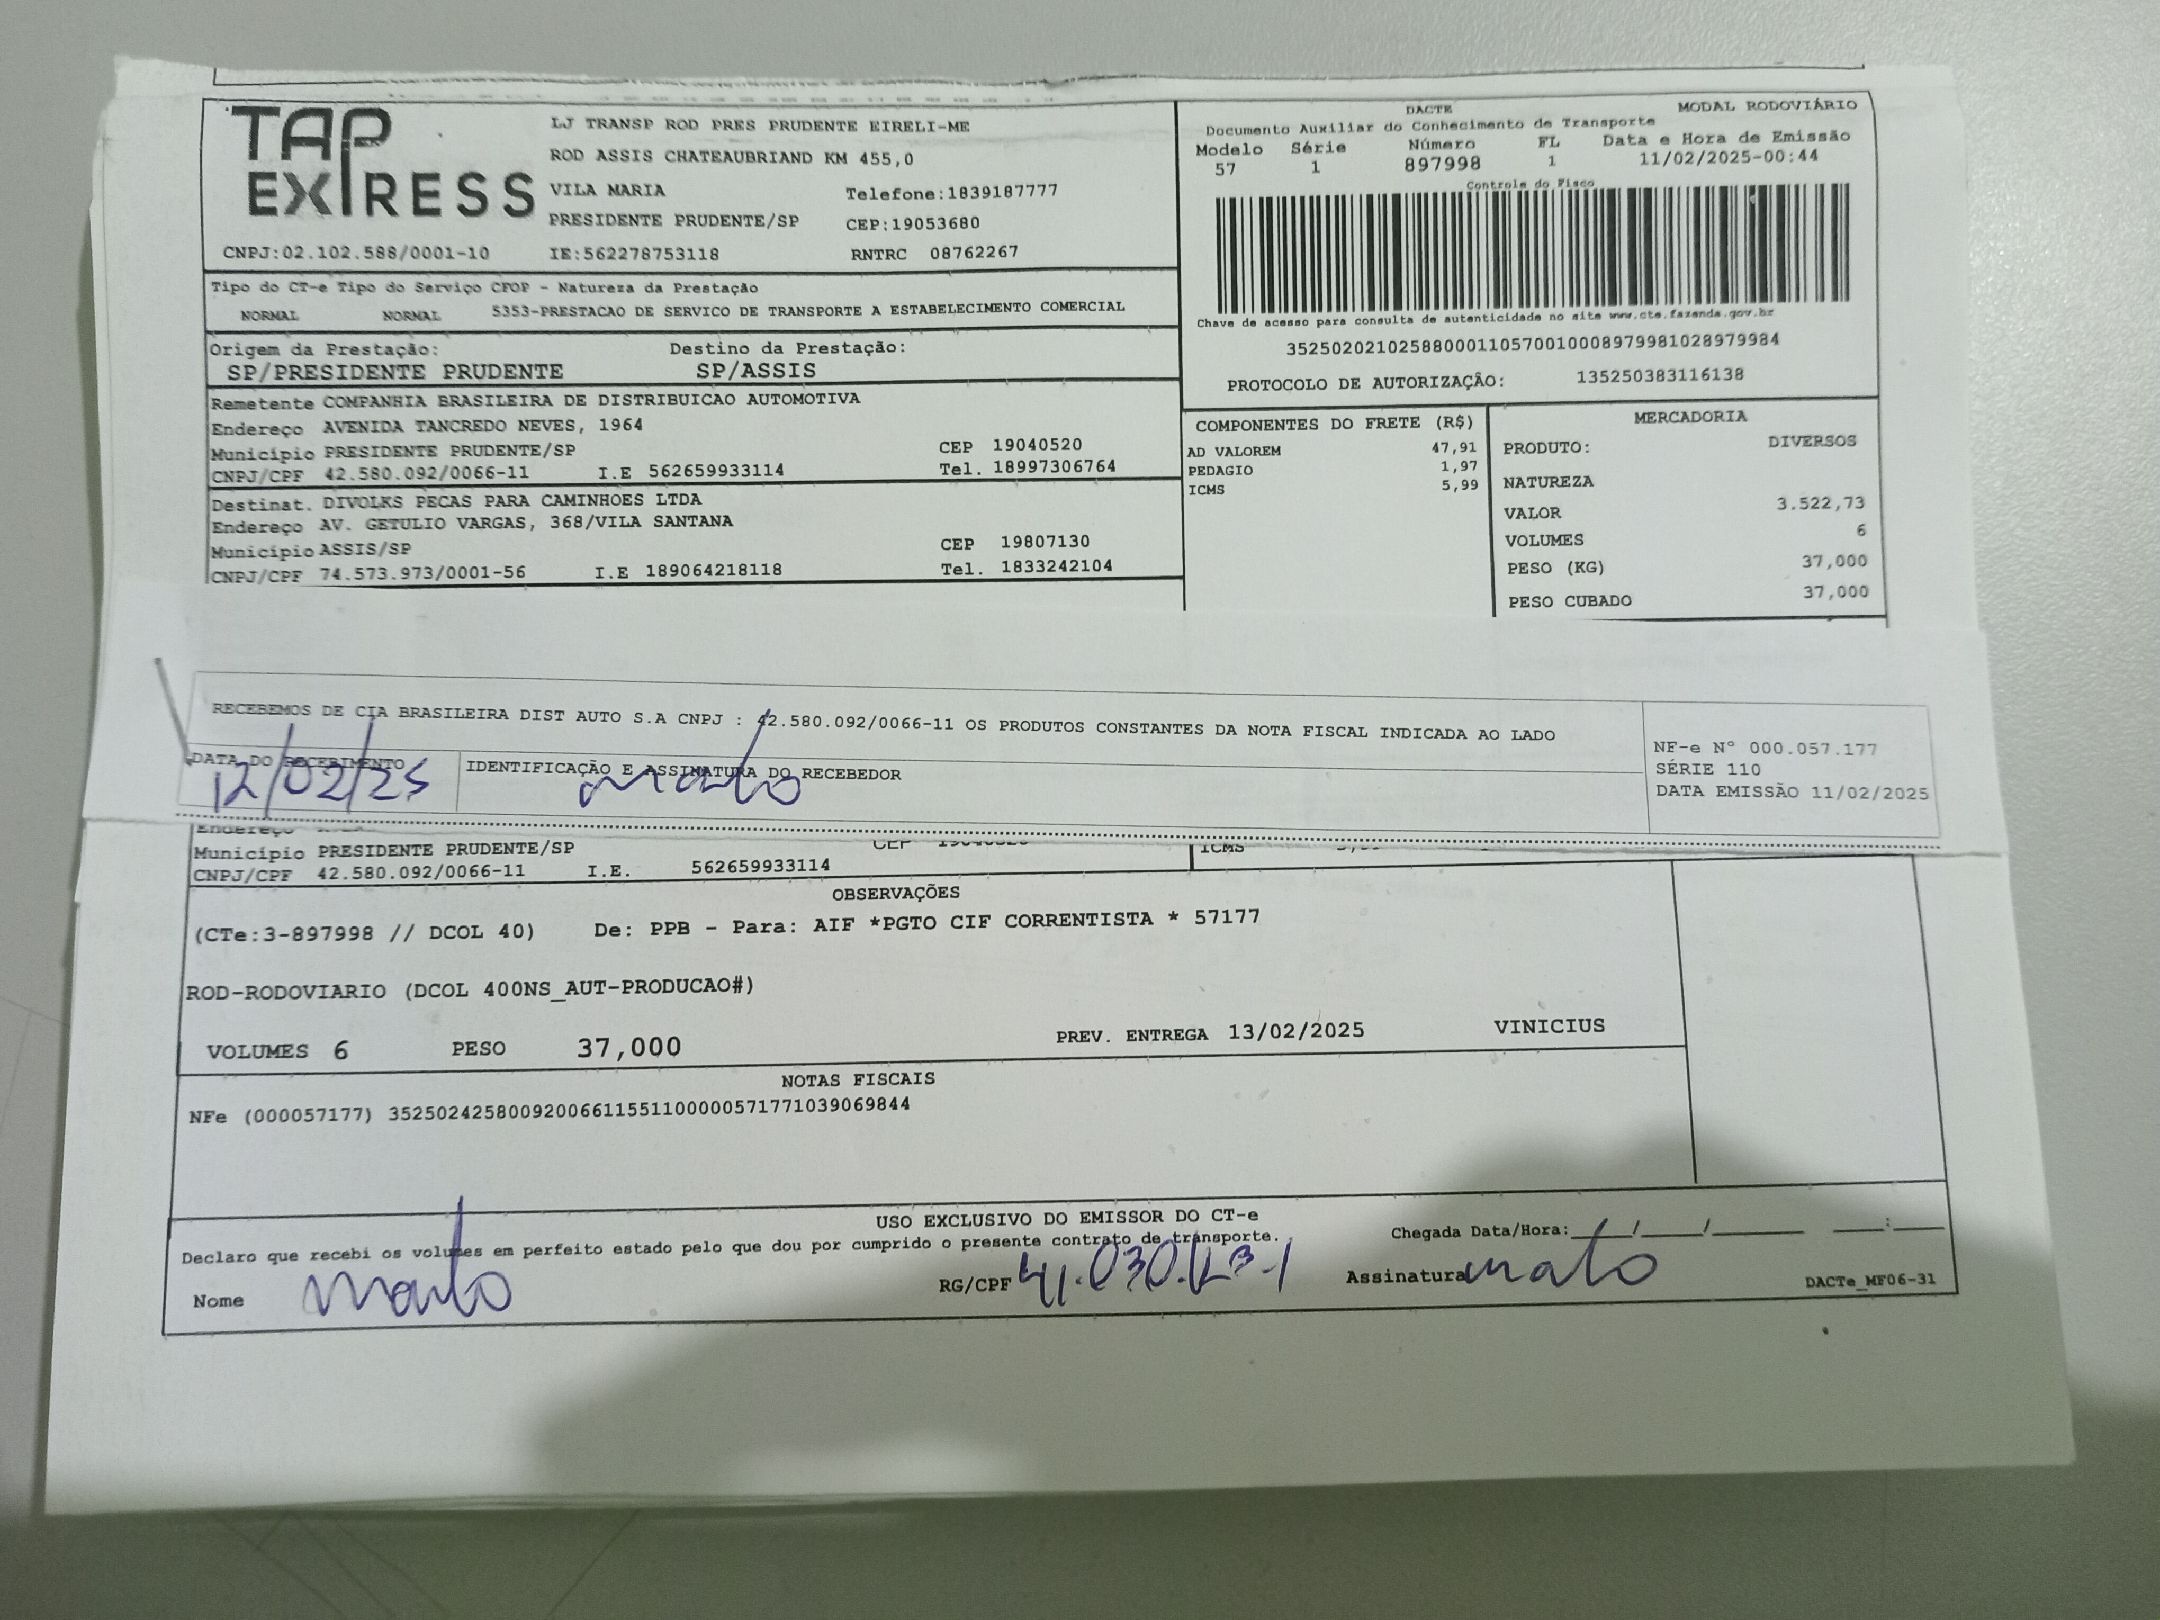 TAP
EXPRESS
LJ TRANSP ROD PRES PRUDENTE EIRELI-ME
ROD ASSIS CHATEAUBRIAND KM 455,0
VILA MARIA Telefone:1839187777
PRESIDENTE PRUDENTE/SP CEP:19053680
CNPJ:02.102.588/0001-10 IE:562278753118 RNTRC 08762267
DACTE MODAL RODOVIÁRIO
Documento Auxiliar do Conhecimento de Transporte
Modelo Série Número FL Data e Hora de Emissão
57 1 897998 1 11/02/2025-00:44
Controle do Fisco
Chave de acesso para consulta de autenticidade no site www.cte.fazenda.gov.br
35250202102588000110570010008979981028979984
PROTOCOLO DE AUTORIZAÇÃO: 135250383116138
Tipo do CT-e Tipo do Serviço CFOP - Natureza da Prestação
NORMAL NORMAL 5353-PRESTACAO DE SERVICO DE TRANSPORTE A ESTABELECIMENTO COMERCIAL
Origem da Prestação: Destino da Prestação:
SP/PRESIDENTE PRUDENTE SP/ASSIS
Remetente COMPANHIA BRASILEIRA DE DISTRIBUICAO AUTOMOTIVA
Endereço AVENIDA TANCREDO NEVES, 1964
Município PRESIDENTE PRUDENTE/SP CEP 19040520
CNPJ/CPF 42.580.092/0066-11 I.E 562659933114 Tel. 18997306764
Destinat. DIVOLKS PECAS PARA CAMINHOES LTDA
Endereço AV. GETULIO VARGAS, 368/VILA SANTANA
Município ASSIS/SP CEP 19807130
CNPJ/CPF 74.573.973/0001-56 I.E 189064218118 Tel. 1833242104
COMPONENTES DO FRETE (R$)
AD VALOREM 47,91
PEDAGIO 1,97
ICMS 5,99
MERCADORIA
PRODUTO: DIVERSOS
NATUREZA
VALOR 3.522,73
VOLUMES 6
PESO (KG) 37,000
PESO CUBADO 37,000
RECEBEMOS DE CIA BRASILEIRA DIST AUTO S.A CNPJ : 42.580.092/0066-11 OS PRODUTOS CONSTANTES DA NOTA FISCAL INDICADA AO LADO
DATA DO RECEBIMENTO IDENTIFICAÇÃO E ASSINATURA DO RECEBEDOR
12/02/25
NF-e N° 000.057.177
SÉRIE 110
DATA EMISSÃO 11/02/2025
Endereço
Município PRESIDENTE PRUDENTE/SP CEP 19040520 ICMS
CNPJ/CPF 42.580.092/0066-11 I.E. 562659933114
OBSERVAÇÕES
(CTe:3-897998 // DCOL 40) De: PPB - Para: AIF *PGTO CIF CORRENTISTA * 57177
ROD-RODOVIARIO (DCOL 400NS_AUT-PRODUCAO#)
VOLUMES 6 PESO 37,000 PREV. ENTREGA 13/02/2025 VINICIUS
NOTAS FISCAIS
NFe (000057177) 35250242580092006611551100000571771039069844
USO EXCLUSIVO DO EMISSOR DO CT-e
Declaro que recebi os volumes em perfeito estado pelo que dou por cumprido o presente contrato de transporte.
Chegada Data/Hora:____/____/______ ____:____
Nome RG/CPF Assinatura DACTe_MF06-31